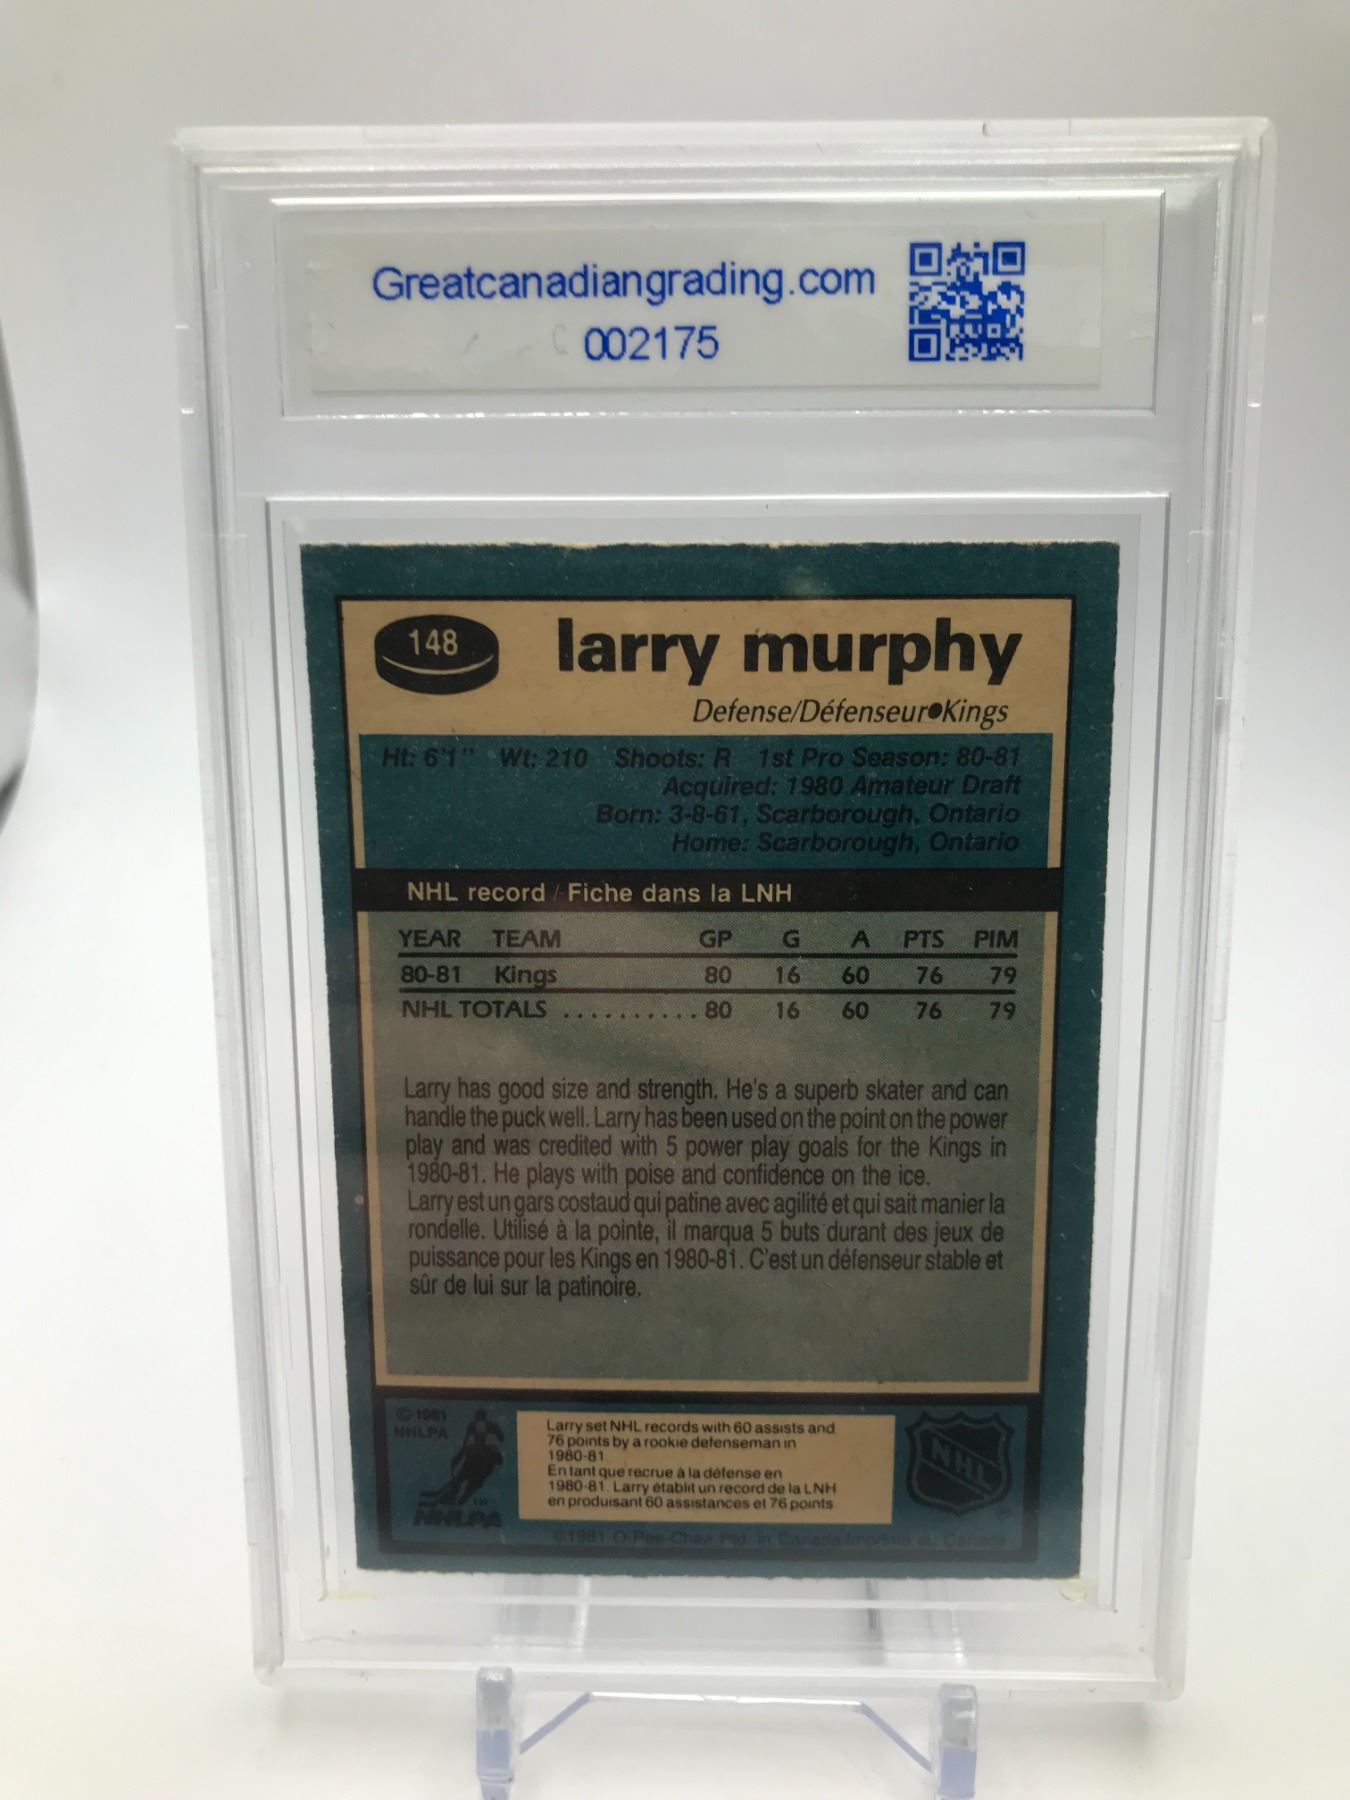 Greatcanadiangrading.com
002175
148
larry murphy
Defense/Défenseur●Kings
Ht: 6'1" Wt: 210 Shoots: R 1st Pro Season: 80-81
Acquired: 1980 Amateur Draft
Born: 3-8-61, Scarborough, Ontario
Home: Scarborough, Ontario
NHL record / Fiche dans la LNH
YEAR TEAM GP G A PTS PIM
80-81 Kings 80 16 60 76 79
NHL TOTALS .......... 80 16 60 76 79
Larry has good size and strength. He's a superb skater and can
handle the puck well. Larry has been used on the point on the power
play and was credited with 5 power play goals for the Kings in
1980-81. He plays with poise and confidence on the ice.
Larry est un gars costaud qui patine avec agilité et qui sait manier la
rondelle. Utilisé à la pointe, il marqua 5 buts durant des jeux de
puissance pour les Kings en 1980-81. C'est un défenseur stable et
sûr de lui sur la patinoire.
© 1981
NHLPA
TM
NHLPA
Larry set NHL records with 60 assists and
76 points by a rookie defenseman in
1980-81.
En tant que recrue à la défense en
1980-81. Larry établit un record de la LNH
en produisant 60 assistances et 76 points
NHL
©1981 O-Pee-Chee Ptd. in Canada/Imprimé au Canada